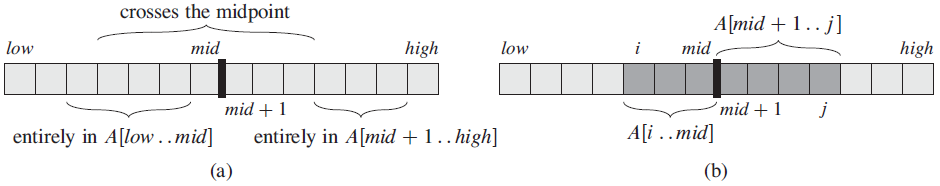 crosses the midpoint
low mid high
mid + 1
entirely in A[low . . mid] entirely in A[mid + 1 . . high]
(a)
A[mid + 1 . . j]
low i mid high
mid + 1 j
A[i . . mid]
(b)